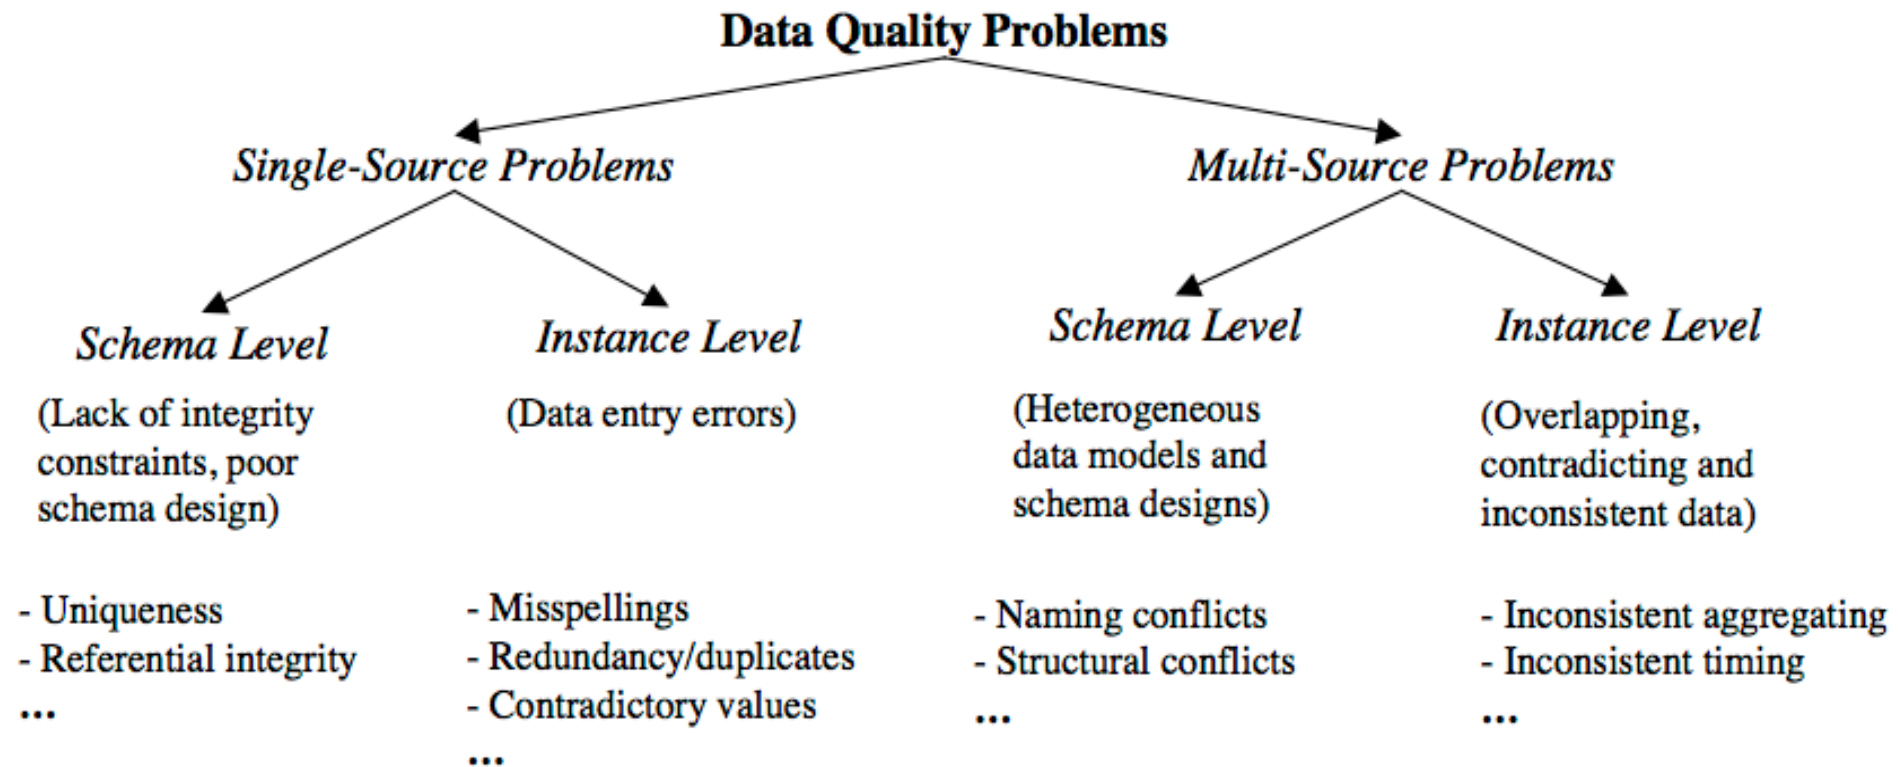 Data Quality Problems
Single-Source Problems
Multi-Source Problems
Schema Level
Instance Level
Schema Level
Instance Level
(Lack of integrity
constraints, poor
schema design)
(Data entry errors)
(Heterogeneous
data models and
schema designs)
(Overlapping,
contradicting and
inconsistent data)
- Uniqueness
- Referential integrity
...
- Misspellings
- Redundancy/duplicates
- Contradictory values
...
- Naming conflicts
- Structural conflicts
...
- Inconsistent aggregating
- Inconsistent timing
...